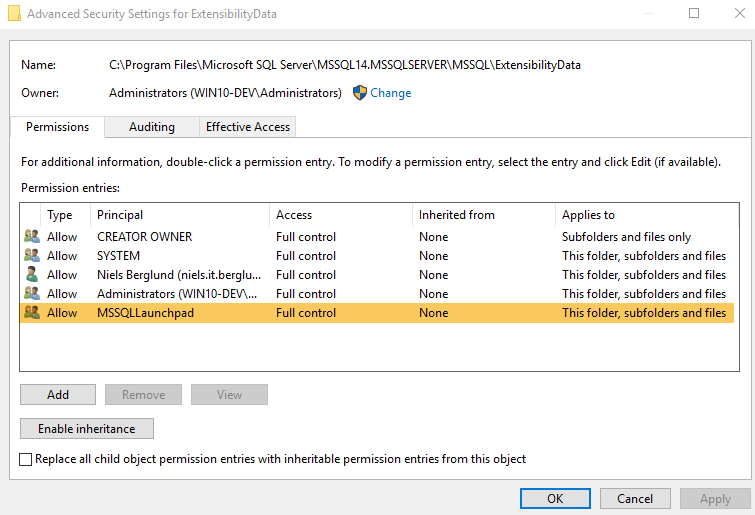 Advanced Security Settings for ExtensibilityData
Name: C:\Program Files\Microsoft SQL Server\MSSQL14.MSSQLSERVER\MSSQL\ExtensibilityData
Owner: Administrators (WIN10-DEV\Administrators) Change
Permissions Auditing Effective Access
For additional information, double-click a permission entry. To modify a permission entry, select the entry and click Edit (if available).
Permission entries:
Type Principal Access Inherited from Applies to
Allow CREATOR OWNER Full control None Subfolders and files only
Allow SYSTEM Full control None This folder, subfolders and files
Allow Niels Berglund (niels.it.berglu... Full control None This folder, subfolders and files
Allow Administrators (WIN10-DEV\... Full control None This folder, subfolders and files
Allow MSSQLLaunchpad Full control None This folder, subfolders and files
Add Remove View
Enable inheritance
Replace all child object permission entries with inheritable permission entries from this object
OK Cancel Apply